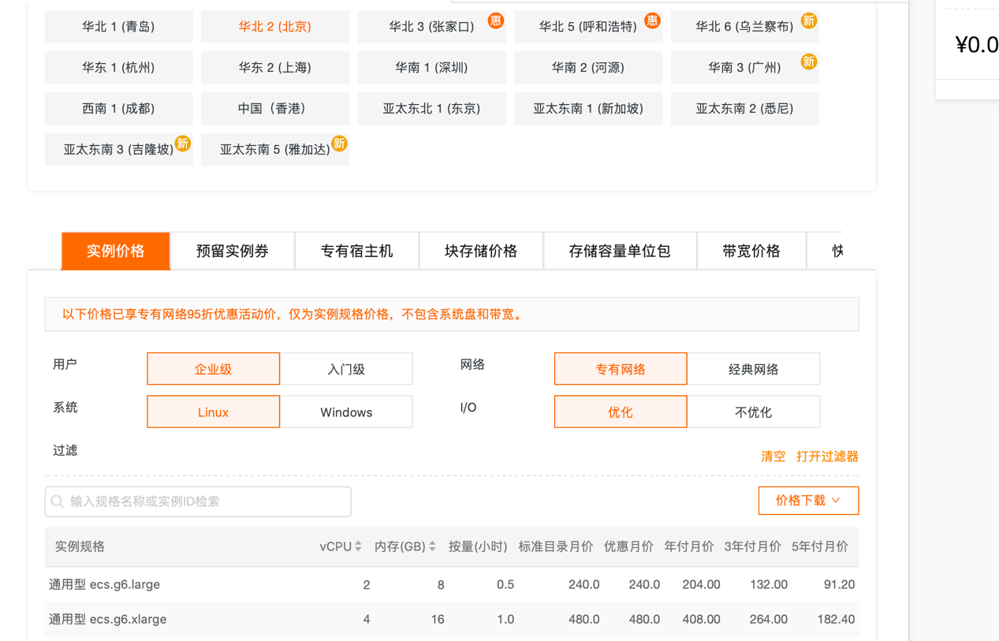 华北 1 (青岛) 华北 2 (北京) 华北 3 (张家口) 惠 华北 5 (呼和浩特) 惠 华北 6 (乌兰察布) 新
¥0.0
华东 1 (杭州) 华东 2 (上海) 华南 1 (深圳) 华南 2 (河源) 华南 3 (广州) 新
西南 1 (成都) 中国（香港） 亚太东北 1 (东京) 亚太东南 1 (新加坡) 亚太东南 2 (悉尼)
亚太东南 3 (吉隆坡) 新 亚太东南 5 (雅加达) 新
实例价格 预留实例券 专有宿主机 块存储价格 存储容量单位包 带宽价格 快
以下价格已享专有网络95折优惠活动价，仅为实例规格价格，不包含系统盘和带宽。
用户 企业级 入门级 网络 专有网络 经典网络
系统 Linux Windows I/O 优化 不优化
过滤
清空 打开过滤器
输入规格名称或实例ID检索 价格下载
实例规格 vCPU 内存(GB) 按量(小时) 标准目录月价 优惠月价 年付月价 3年付月价 5年付月价
通用型 ecs.g6.large 2 8 0.5 240.0 240.0 204.00 132.00 91.20
通用型 ecs.g6.xlarge 4 16 1.0 480.0 480.0 408.00 264.00 182.40